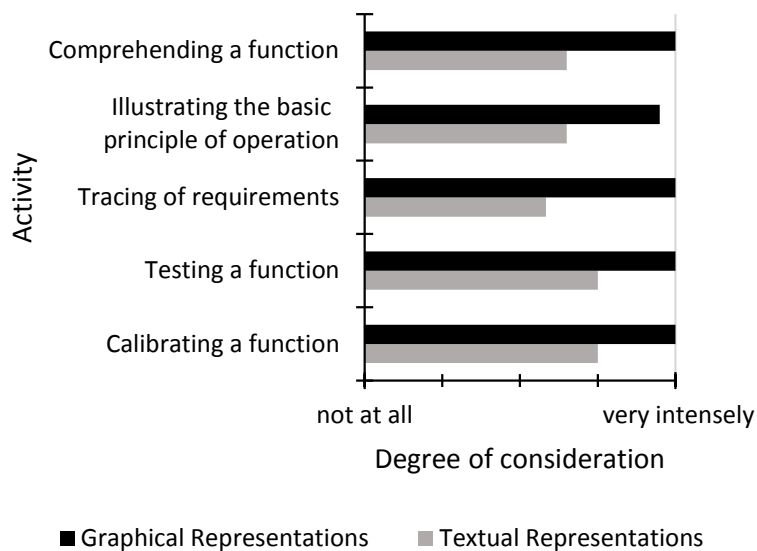 Activity
Comprehending a function
Illustrating the basic
principle of operation
Tracing of requirements
Testing a function
Calibrating a function
not at all
very intensely
Degree of consideration
Graphical Representations
Textual Representations